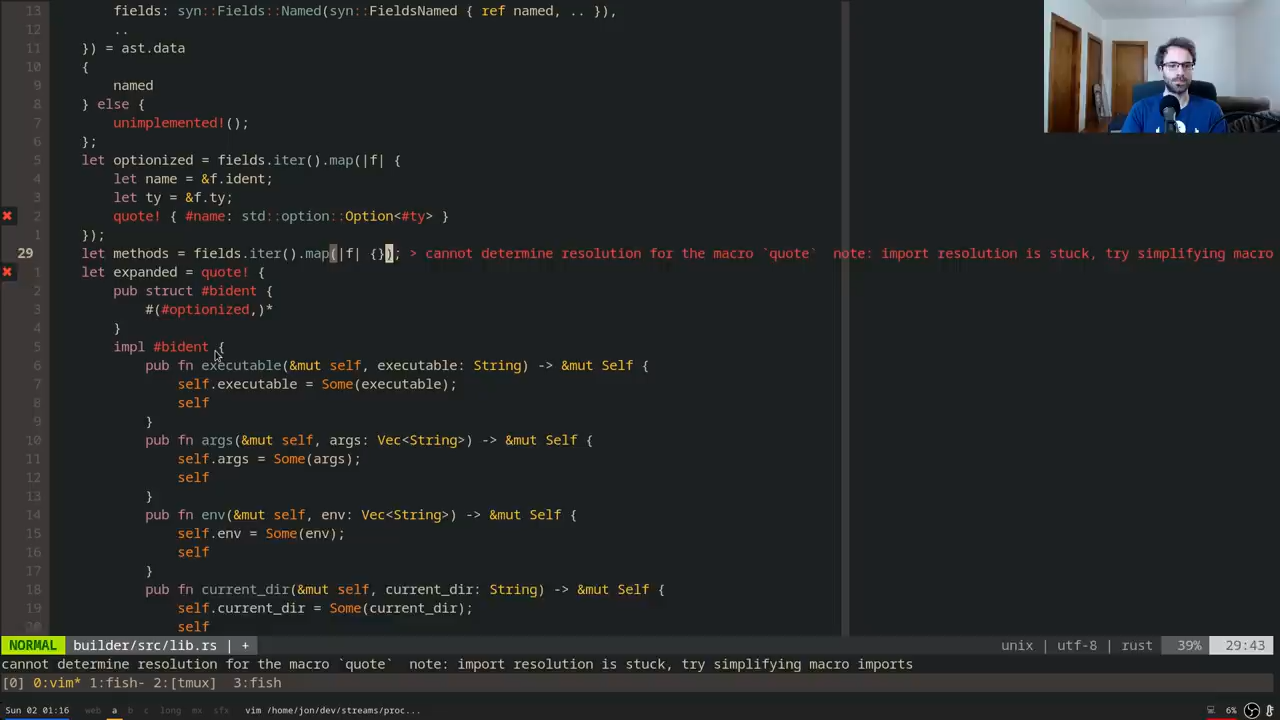 13 fields: syn::Fields::Named(syn::FieldsNamed { ref named, .. }),
12 ..
11 }) = ast.data
10 {
9 named
8 } else {
7 unimplemented!();
6 };
5 let optionized = fields.iter().map(|f| {
4 let name = &f.ident;
3 let ty = &f.ty;
2 quote! { #name: std::option::Option<#ty> }
1 });
29 let methods = fields.iter().map(|f| {}); > cannot determine resolution for the macro `quote`  note: import resolution is stuck, try simplifying macro
1 let expanded = quote! {
2 pub struct #bident {
3 #(#optionized,)*
4 }
5 impl #bident {
6 pub fn executable(&mut self, executable: String) -> &mut Self {
7 self.executable = Some(executable);
8 self
9 }
10 pub fn args(&mut self, args: Vec<String>) -> &mut Self {
11 self.args = Some(args);
12 self
13 }
14 pub fn env(&mut self, env: Vec<String>) -> &mut Self {
15 self.env = Some(env);
16 self
17 }
18 pub fn current_dir(&mut self, current_dir: String) -> &mut Self {
19 self.current_dir = Some(current_dir);
20 self
NORMAL builder/src/lib.rs | + unix | utf-8 | rust 39% 29:43
cannot determine resolution for the macro `quote`  note: import resolution is stuck, try simplifying macro imports
[0] 0:vim* 1:fish- 2:[tmux] 3:fish
Sun 02 01:16 web a b c long mx sfx vim /home/jon/dev/streams/proc... 6%